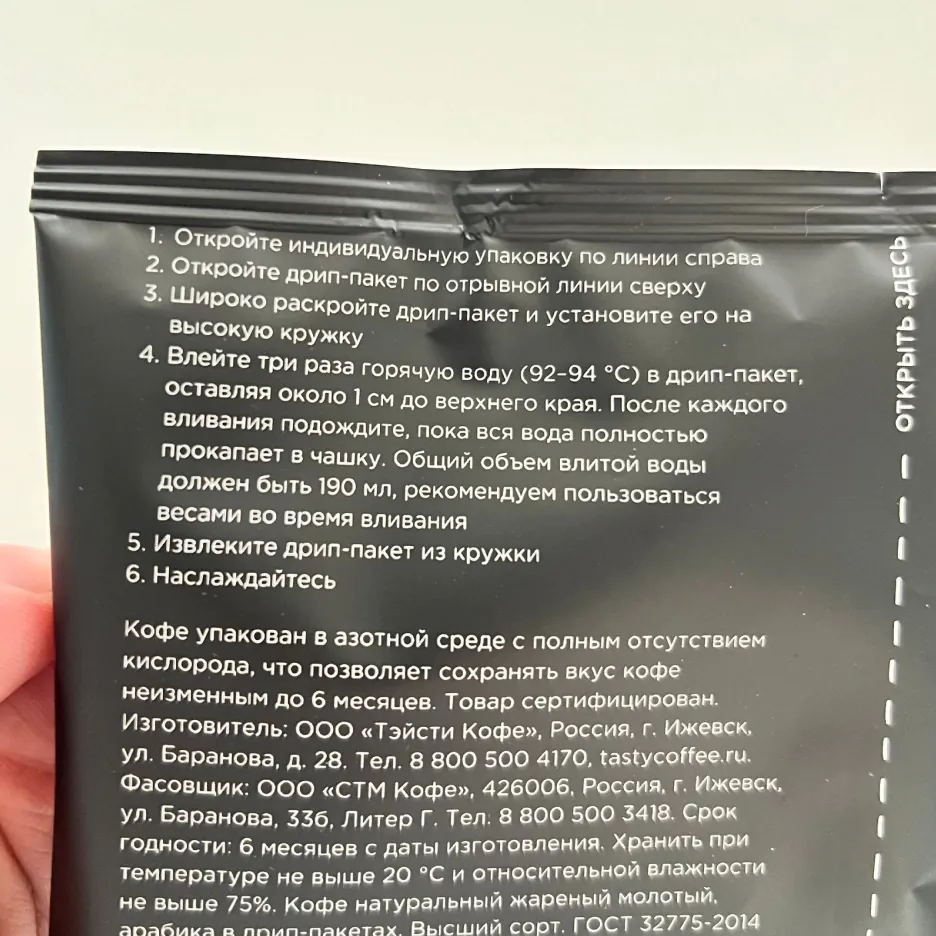 1. Откройте индивидуальную упаковку по линии справа
2. Откройте дрип-пакет по отрывной линии сверху
3. Широко раскройте дрип-пакет и установите его на
высокую кружку
4. Влейте три раза горячую воду (92–94 °C) в дрип-пакет,
оставляя около 1 см до верхнего края. После каждого
вливания подождите, пока вся вода полностью
прокапает в чашку. Общий объем влитой воды
должен быть 190 мл, рекомендуем пользоваться
весами во время вливания
5. Извлеките дрип-пакет из кружки
6. Наслаждайтесь
Кофе упакован в азотной среде с полным отсутствием
кислорода, что позволяет сохранять вкус кофе
неизменным до 6 месяцев. Товар сертифицирован.
Изготовитель: ООО «Тэйсти Кофе», Россия, г. Ижевск,
ул. Баранова, д. 28. Тел. 8 800 500 4170, tastycoffee.ru.
Фасовщик: ООО «СТМ Кофе», 426006, Россия, г. Ижевск,
ул. Баранова, 33б, Литер Г. Тел: 8 800 500 3418. Срок
годности: 6 месяцев с даты изготовления. Хранить при
температуре не выше 20 °C и относительной влажности
не выше 75%. Кофе натуральный жареный молотый,
арабика в дрип-пакетах. Высший сорт. ГОСТ 32775-2014
ОТКРЫТЬ ЗДЕСЬ